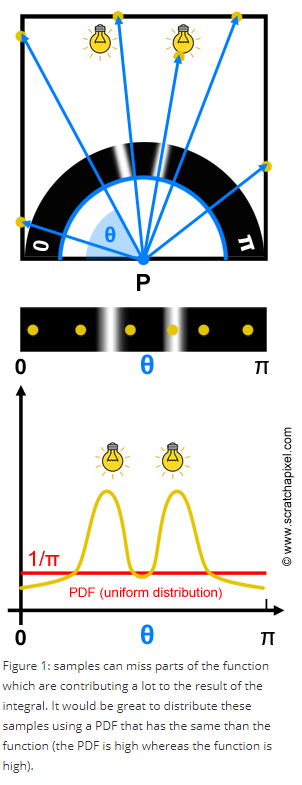 θ
0
π
P
0
θ
π
1/π
PDF (uniform distribution)
0
θ
π
© www.scratchapixel.com
Figure 1: samples can miss parts of the function
which are contributing a lot to the result of the
integral. It would be great to distribute these
samples using a PDF that has the same than the
function (the PDF is high whereas the function is
high).